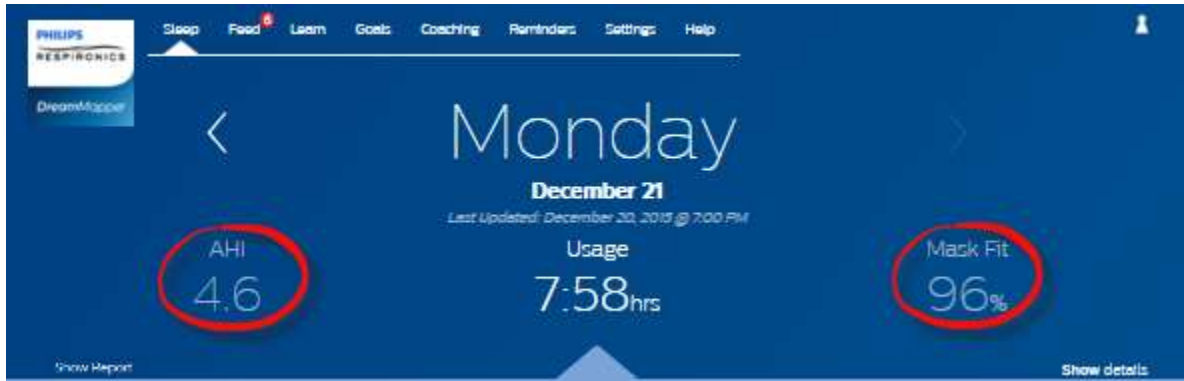 PHILIPS
RESPIRONICS
DreamMapper
Sleep Feed 6 Learn Goals Coaching Reminders Settings Help
Monday
December 21
Last Updated: December 20, 2015 @ 7:00 PM
AHI Usage Mask Fit
4.6 7:58hrs 96%
Show Report Show details